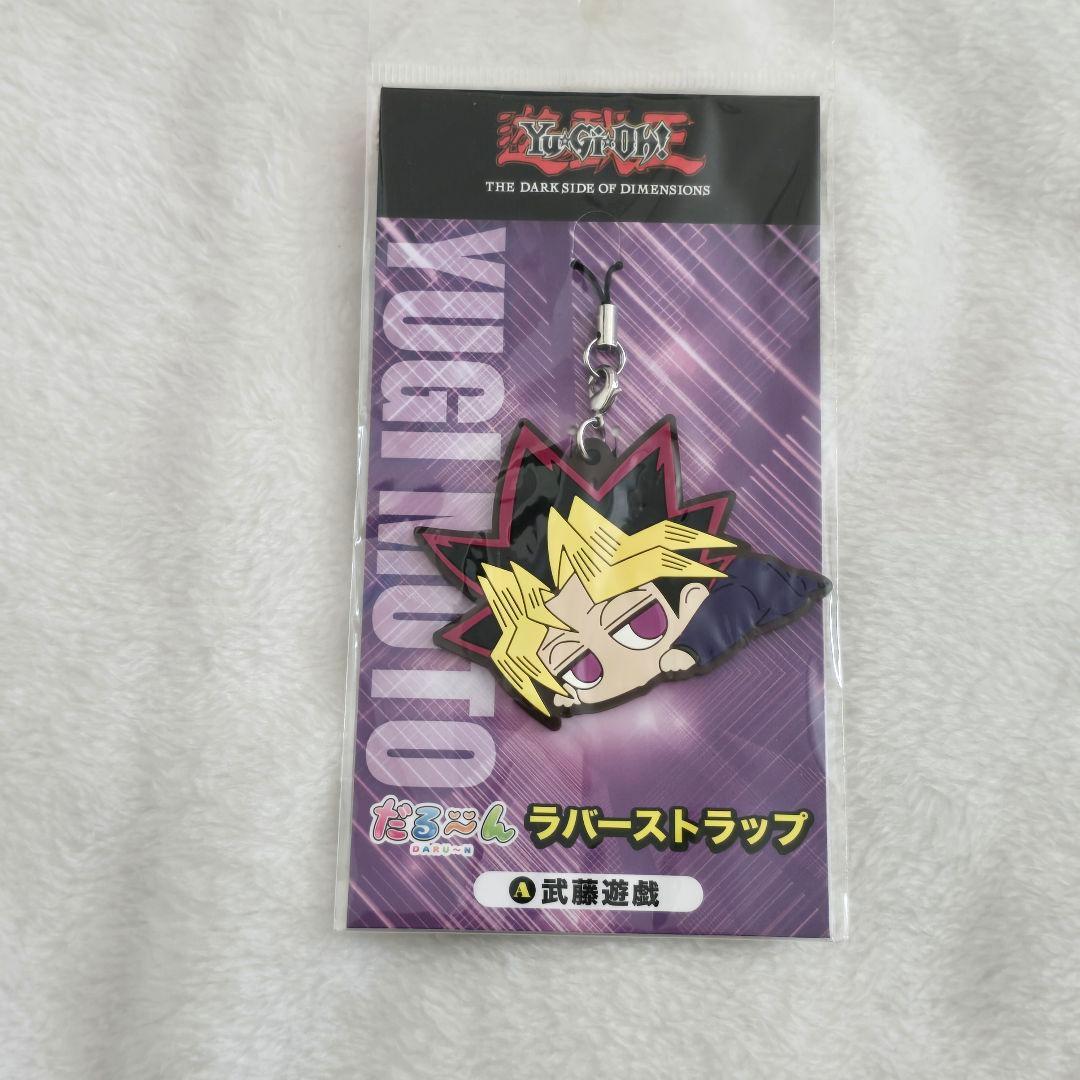 遊戯王
Yu-Gi-Oh!
THE DARK SIDE OF DIMENSIONS
YUGI MUTO
だる〜ん ラバーストラップ
DARU〜N
A 武藤遊戯